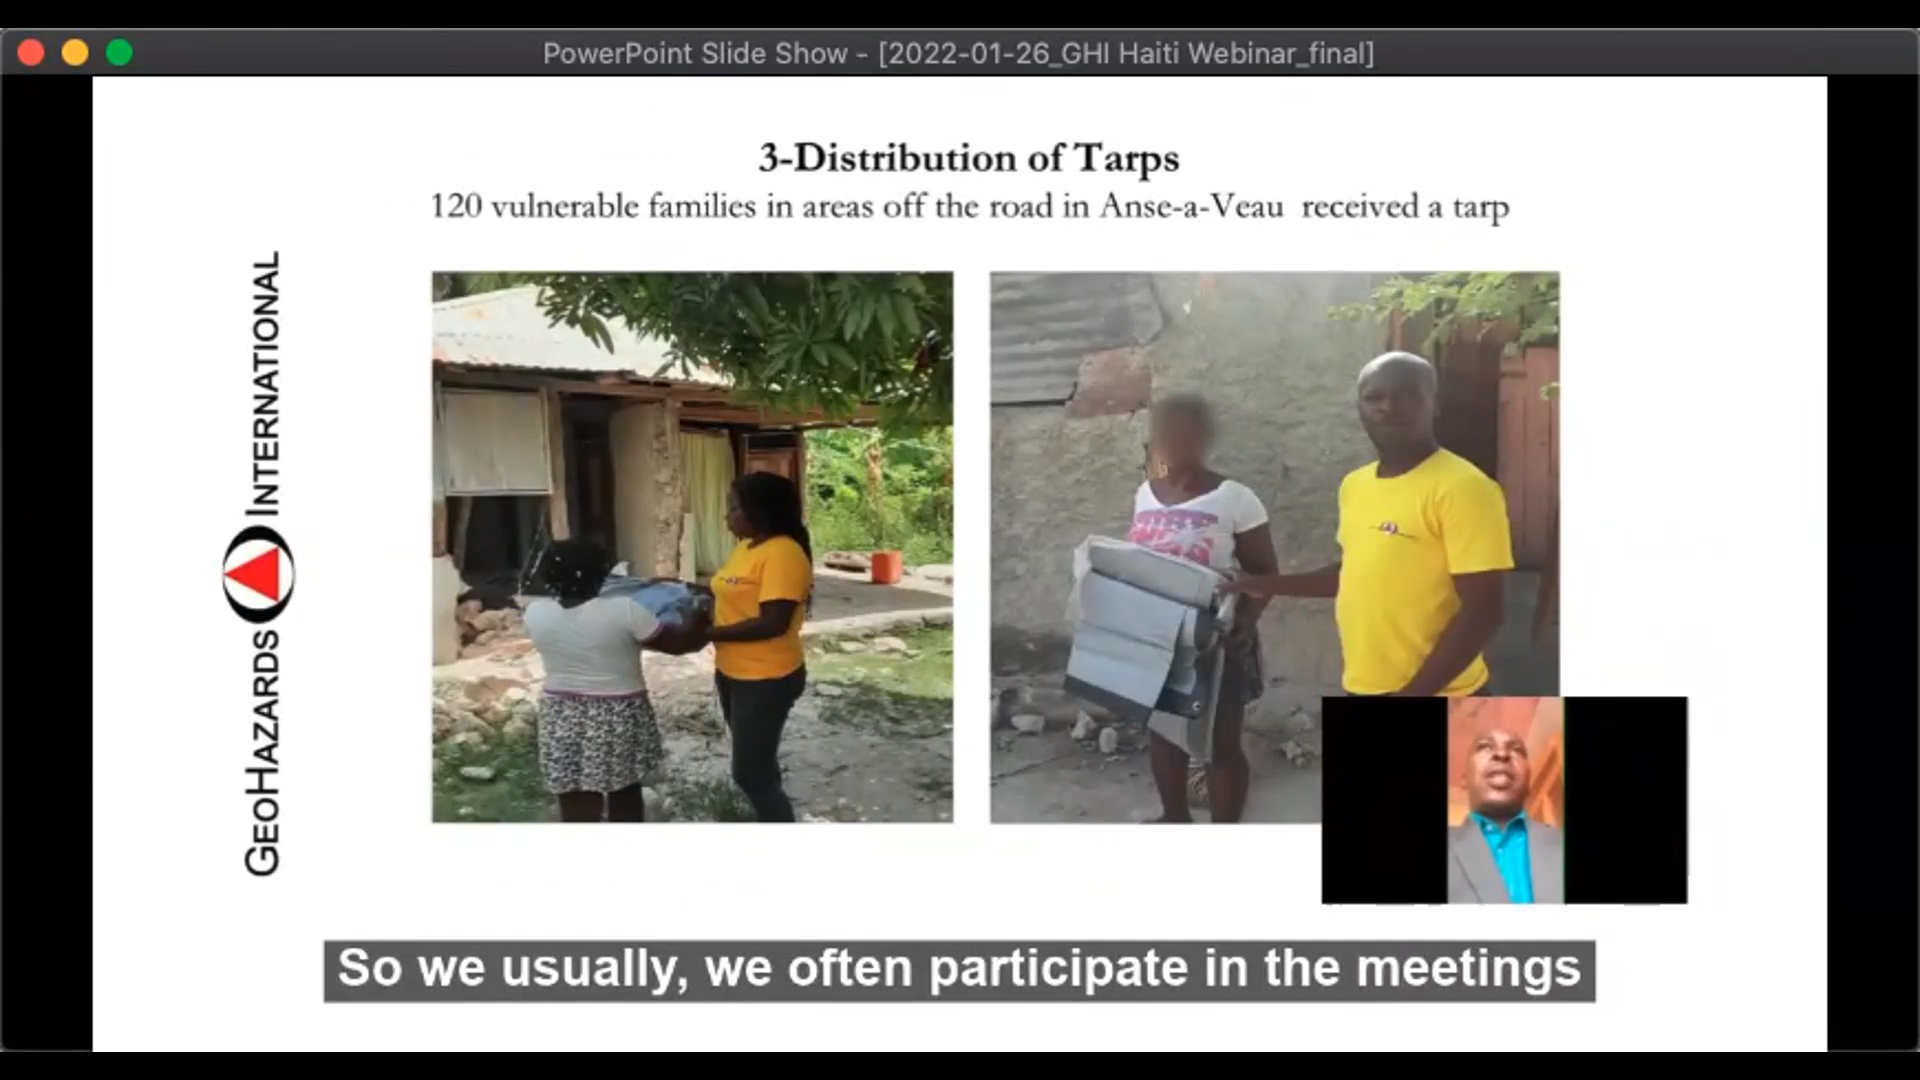 PowerPoint Slide Show - [2022-01-26_GHI Haiti Webinar_final]
3-Distribution of Tarps
120 vulnerable families in areas off the road in Anse-a-Veau received a tarp
GEOHAZARDS INTERNATIONAL
So we usually, we often participate in the meetings